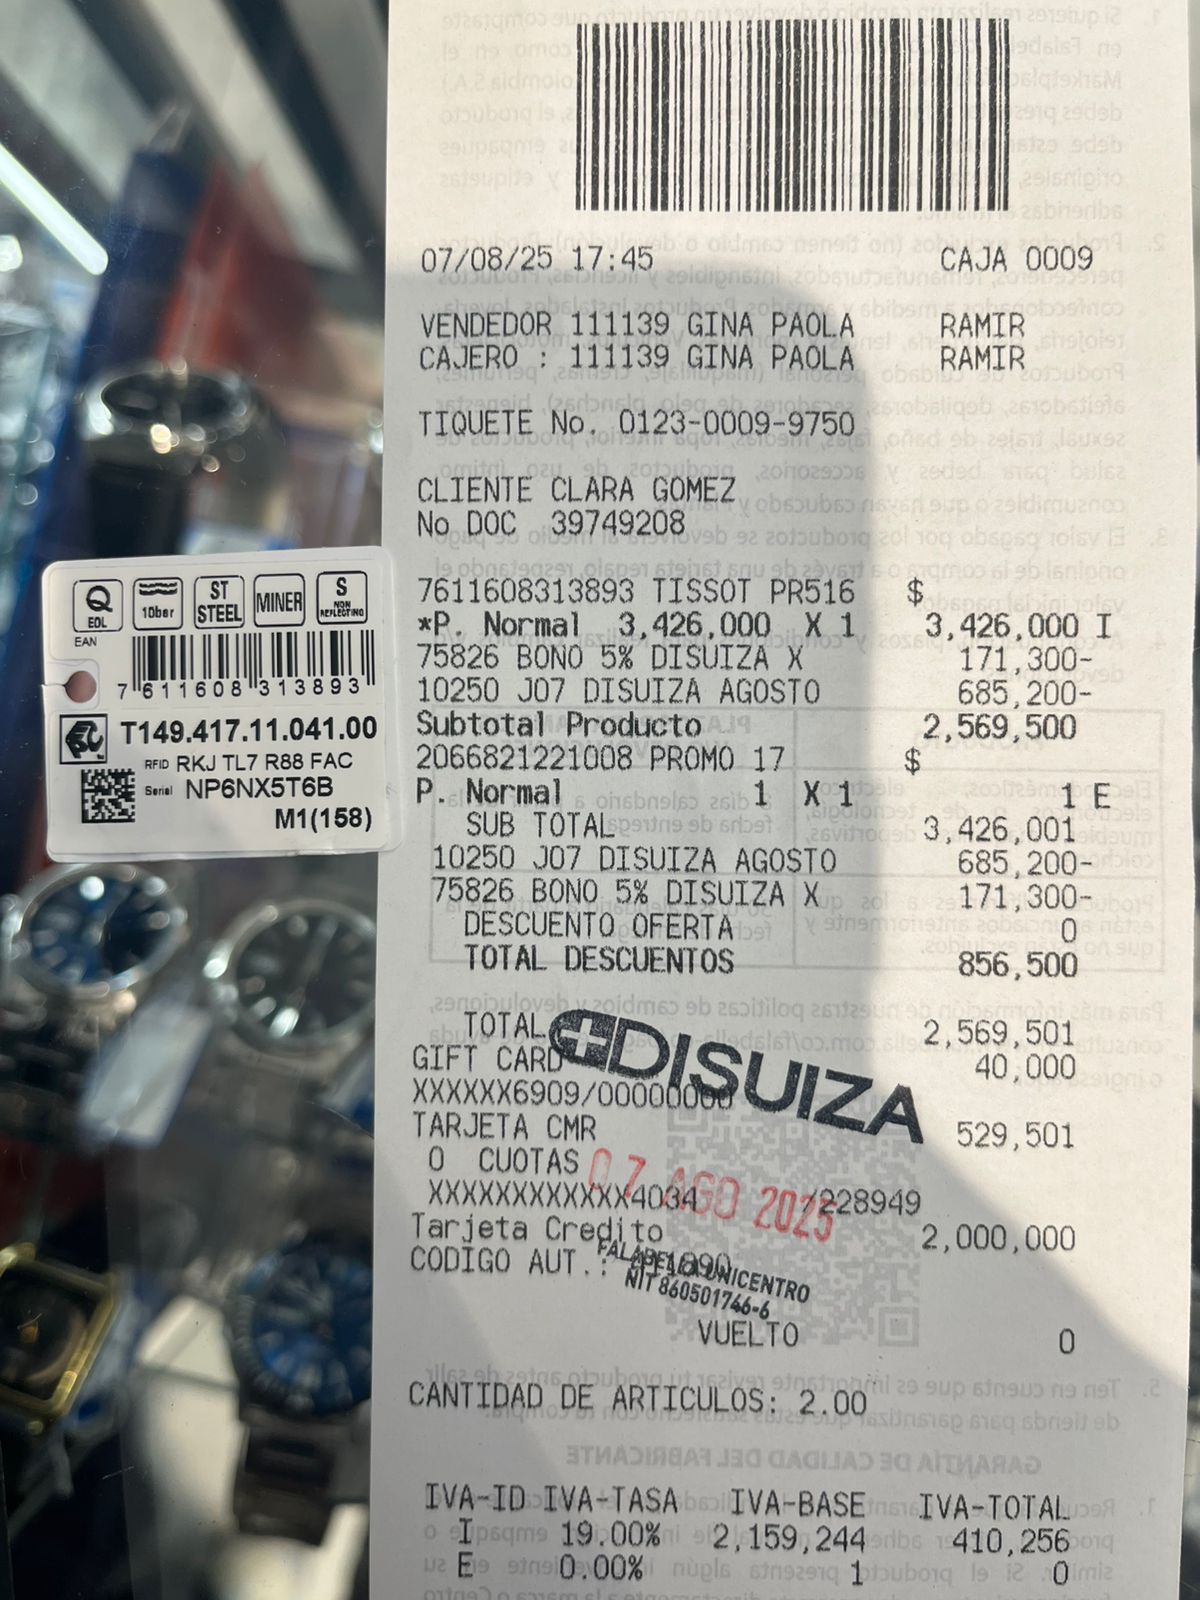 Q
EOL
10bar
ST
STEEL
MINER
S
NON
REFLECTING
EAN
7 611608 313893
T149.417.11.041.00
RFID RKJ TL7 R88 FAC
Serial NP6NX5T6B
M1(158)
07/08/25 17:45 CAJA 0009
VENDEDOR 111139 GINA PAOLA RAMIR
CAJERO : 111139 GINA PAOLA RAMIR
TIQUETE No. 0123-0009-9750
CLIENTE CLARA GOMEZ
No DOC 39749208
7611608313893 TISSOT PR516 $
*P. Normal 3,426,000 X 1 3,426,000 I
75826 BONO 5% DISUIZA X 171,300-
10250 J07 DISUIZA AGOSTO 685,200-
Subtotal Producto 2,569,500
2066821221008 PROMO 17 $
P. Normal 1 X 1 1 E
SUB TOTAL 3,426,001
10250 J07 DISUIZA AGOSTO 685,200-
75826 BONO 5% DISUIZA X 171,300-
DESCUENTO OFERTA 0
TOTAL DESCUENTOS 856,500
TOTAL 2,569,501
GIFT CARD 40,000
DISUIZA
XXXXXX6909/00000000
TARJETA CMR 529,501
0 CUOTAS
07 AGO 2025
XXXXXXXXXXXX4034 /228949
Tarjeta Credito 2,000,000
CODIGO AUT.:
FALABELLA UNICENTRO
NIT 860501746-6
VUELTO 0
CANTIDAD DE ARTICULOS: 2.00
IVA-ID IVA-TASA IVA-BASE IVA-TOTAL
I 19.00% 2,159,244 410,256
E 0.00% 1 0